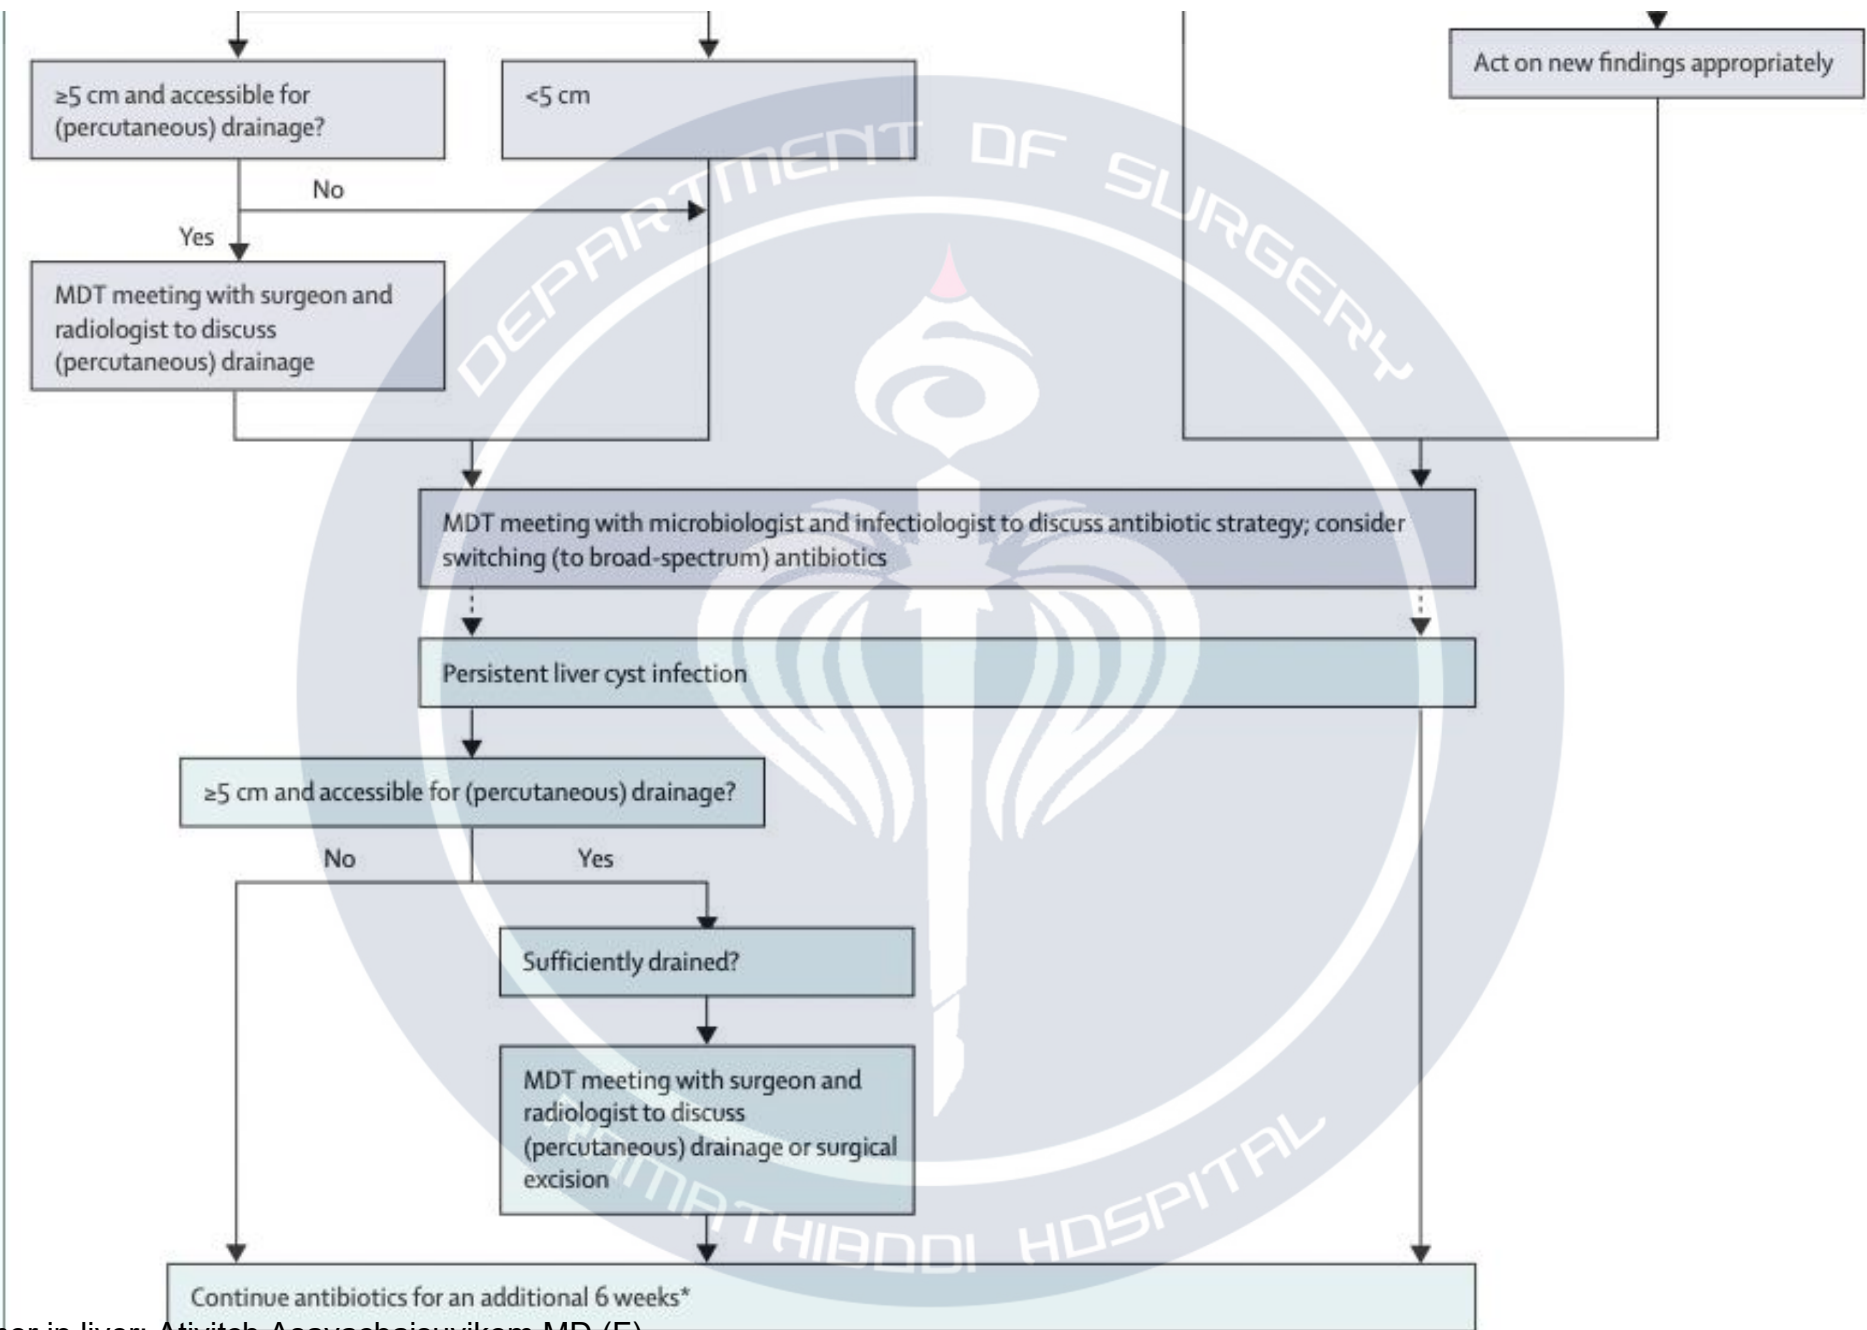 Act on new findings appropriately
≥5 cm and accessible for
(percutaneous) drainage?
<5 cm
No
Yes
MDT meeting with surgeon and
radiologist to discuss
(percutaneous) drainage
DEPARTMENT OF SURGERY
MDT meeting with microbiologist and infectiologist to discuss antibiotic strategy; consider
switching (to broad-spectrum) antibiotics
Persistent liver cyst infection
≥5 cm and accessible for (percutaneous) drainage?
No
Yes
Sufficiently drained?
MDT meeting with surgeon and
radiologist to discuss
(percutaneous) drainage or surgical
excision
RAMATHIBODI HOSPITAL
Continue antibiotics for an additional 6 weeks*
in liver: